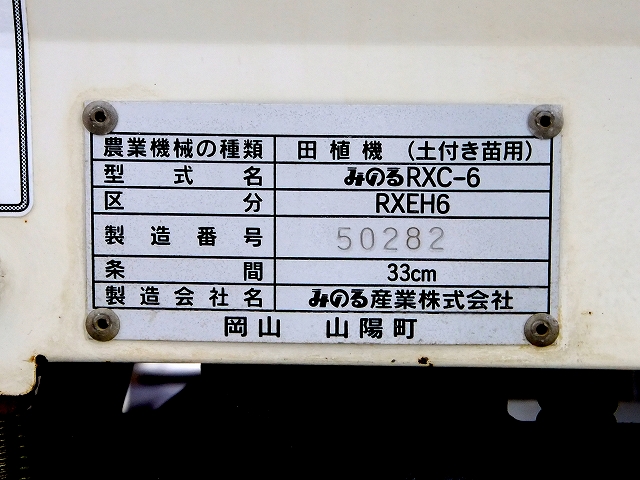 農業機械の種類 田植機 (土付き苗用)
型式名 みのるRXC-6
区分 RXEH6
製造番号 50282
条間 33cm
製造会社名 みのる産業株式会社
岡山 山陽町